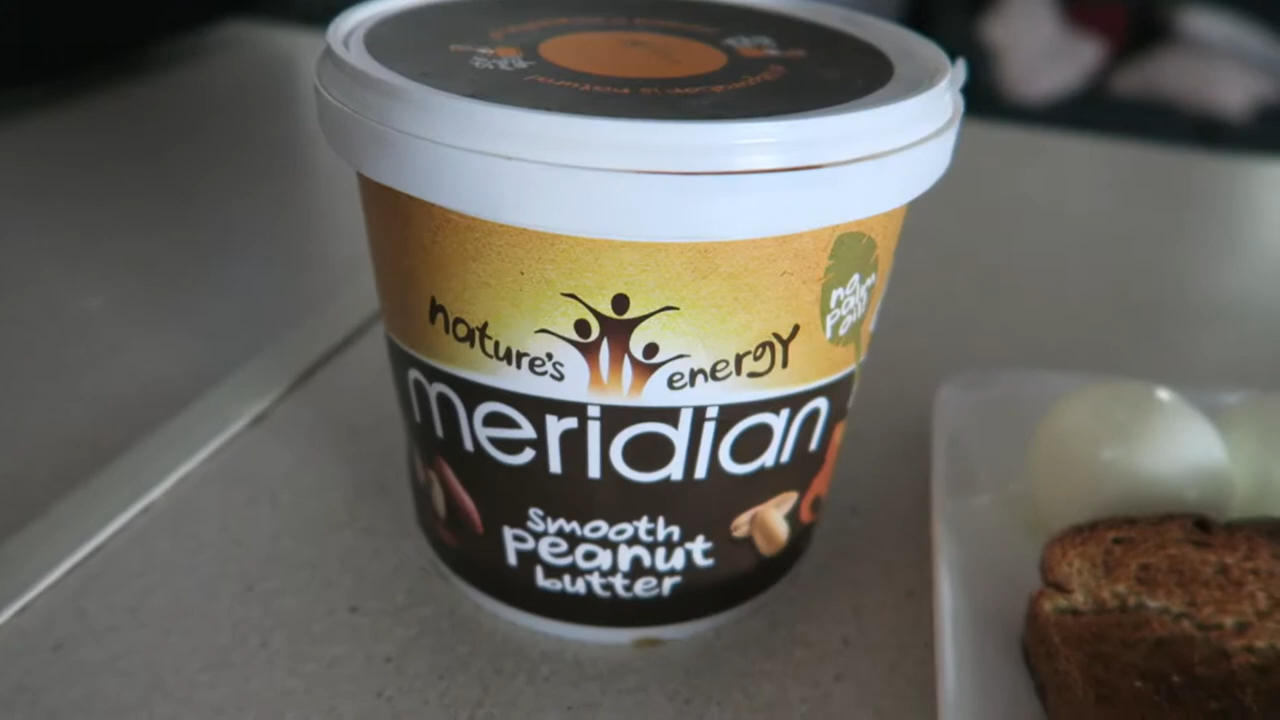 nature's energy
no
palm
oil
meridian
smooth
peanut
butter